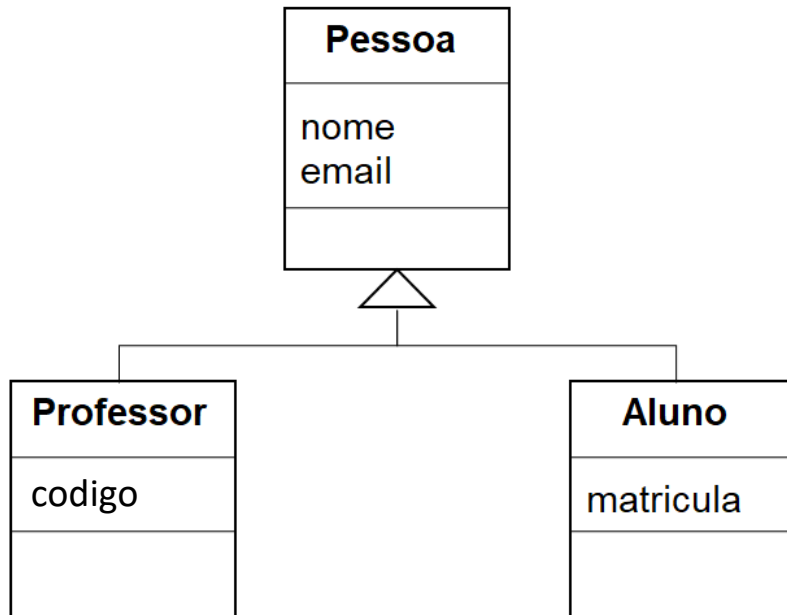 Pessoa
nome
email
Professor
codigo
Aluno
matricula